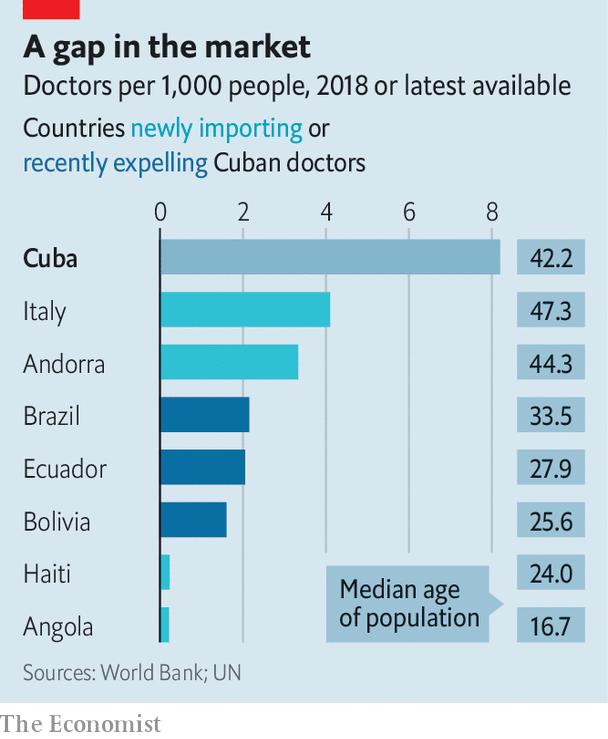 A gap in the market
Doctors per 1,000 people, 2018 or latest available
Countries newly importing or
recently expelling Cuban doctors
0 2 4 6 8
Cuba 42.2
Italy 47.3
Andorra 44.3
Brazil 33.5
Ecuador 27.9
Bolivia 25.6
Haiti 24.0
Median age
of population
Angola 16.7
Sources: World Bank; UN
The Economist